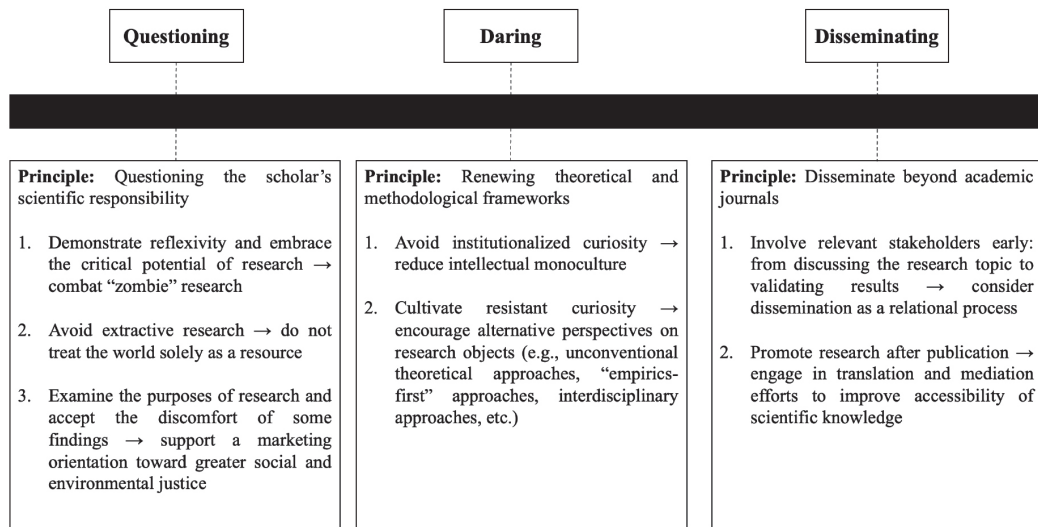 Questioning
Daring
Disseminating
Principle: Questioning the scholar's
scientific responsibility
1. Demonstrate reflexivity and embrace
the critical potential of research →
combat “zombie” research
2. Avoid extractive research → do not
treat the world solely as a resource
3. Examine the purposes of research and
accept the discomfort of some
findings → support a marketing
orientation toward greater social and
environmental justice
Principle: Renewing theoretical and
methodological frameworks
1. Avoid institutionalized curiosity →
reduce intellectual monoculture
2. Cultivate resistant curiosity →
encourage alternative perspectives on
research objects (e.g., unconventional
theoretical approaches, “empirics-
first” approaches, interdisciplinary
approaches, etc.)
Principle: Disseminate beyond academic
journals
1. Involve relevant stakeholders early:
from discussing the research topic to
validating results → consider
dissemination as a relational process
2. Promote research after publication →
engage in translation and mediation
efforts to improve accessibility of
scientific knowledge